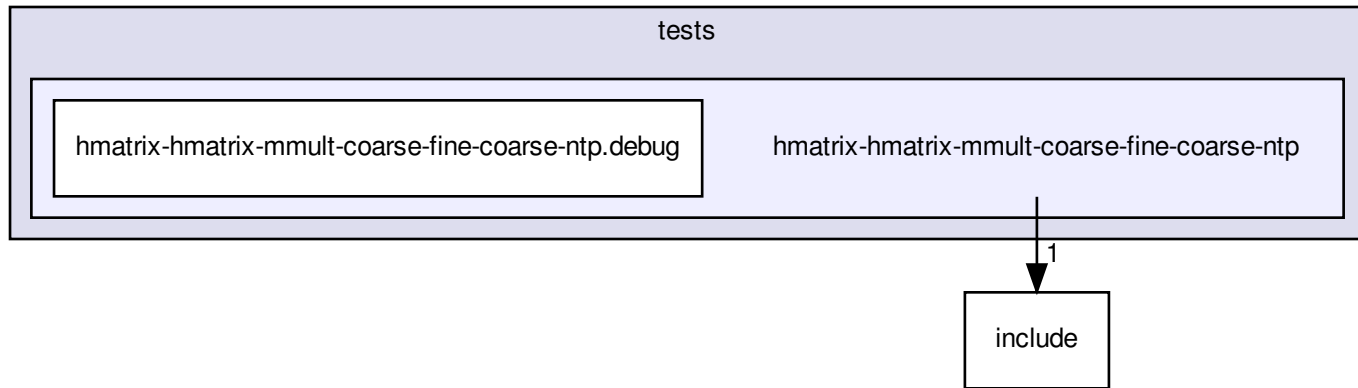 tests
hmatrix-hmatrix-mmult-coarse-fine-coarse-ntp.debug
hmatrix-hmatrix-mmult-coarse-fine-coarse-ntp
1
include